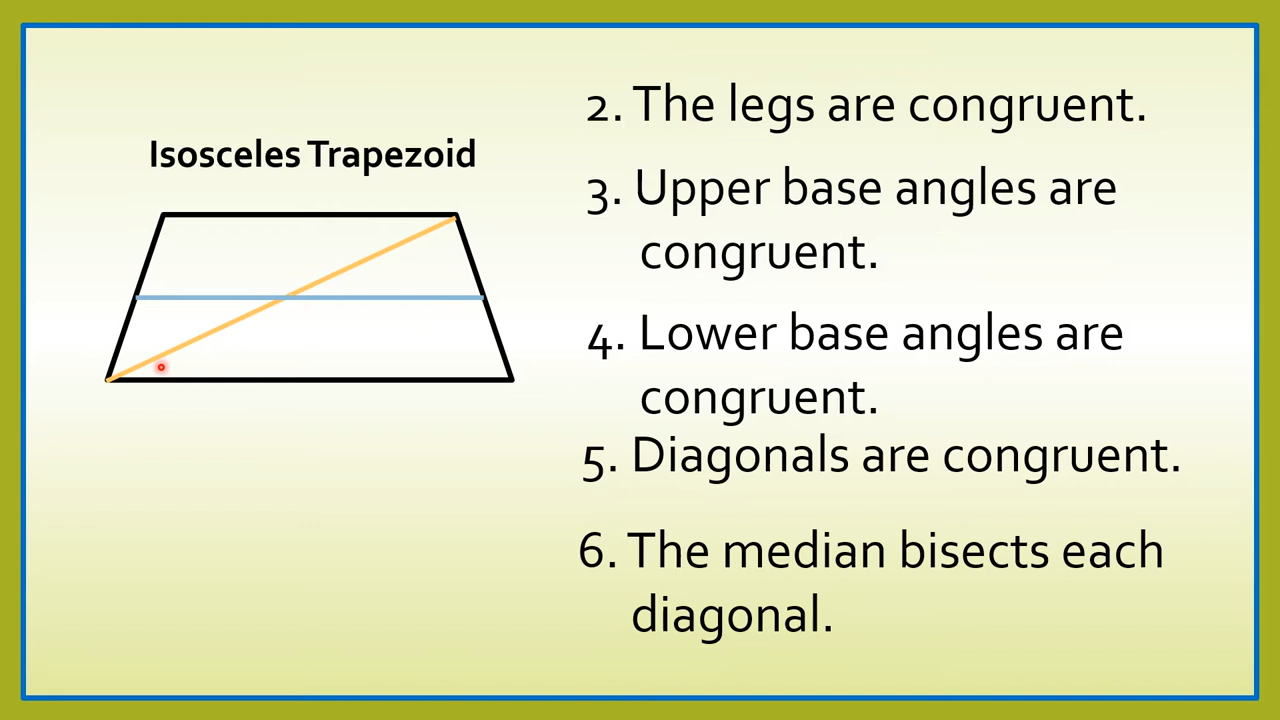 Isosceles Trapezoid
2. The legs are congruent.
3. Upper base angles are
congruent.
4. Lower base angles are
congruent.
5. Diagonals are congruent.
6. The median bisects each
diagonal.